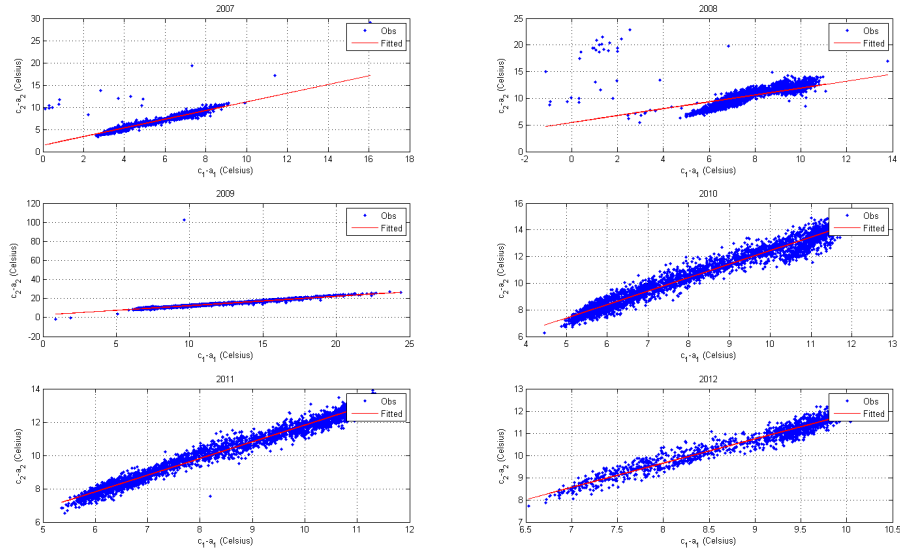 2007
30
25
20
15
10
5
0
0 2 4 6 8 10 12 14 16 18
c2-a2 (Celsius)
c1-a1 (Celsius)
Obs
Fitted
2008
25
20
15
10
5
0
-2 0 2 4 6 8 10 12 14
c2-a2 (Celsius)
c1-a1 (Celsius)
Obs
Fitted
2009
120
100
80
60
40
20
0
-20
0 5 10 15 20 25
c2-a2 (Celsius)
c1-a1 (Celsius)
Obs
Fitted
2010
16
14
12
10
8
6
4 5 6 7 8 9 10 11 12 13
c2-a2 (Celsius)
c1-a1 (Celsius)
Obs
Fitted
2011
14
12
10
8
6
5 6 7 8 9 10 11 12
c2-a2 (Celsius)
c1-a1 (Celsius)
Obs
Fitted
2012
13
12
11
10
9
8
7
6.5 7 7.5 8 8.5 9 9.5 10 10.5
c2-a2 (Celsius)
c1-a1 (Celsius)
Obs
Fitted